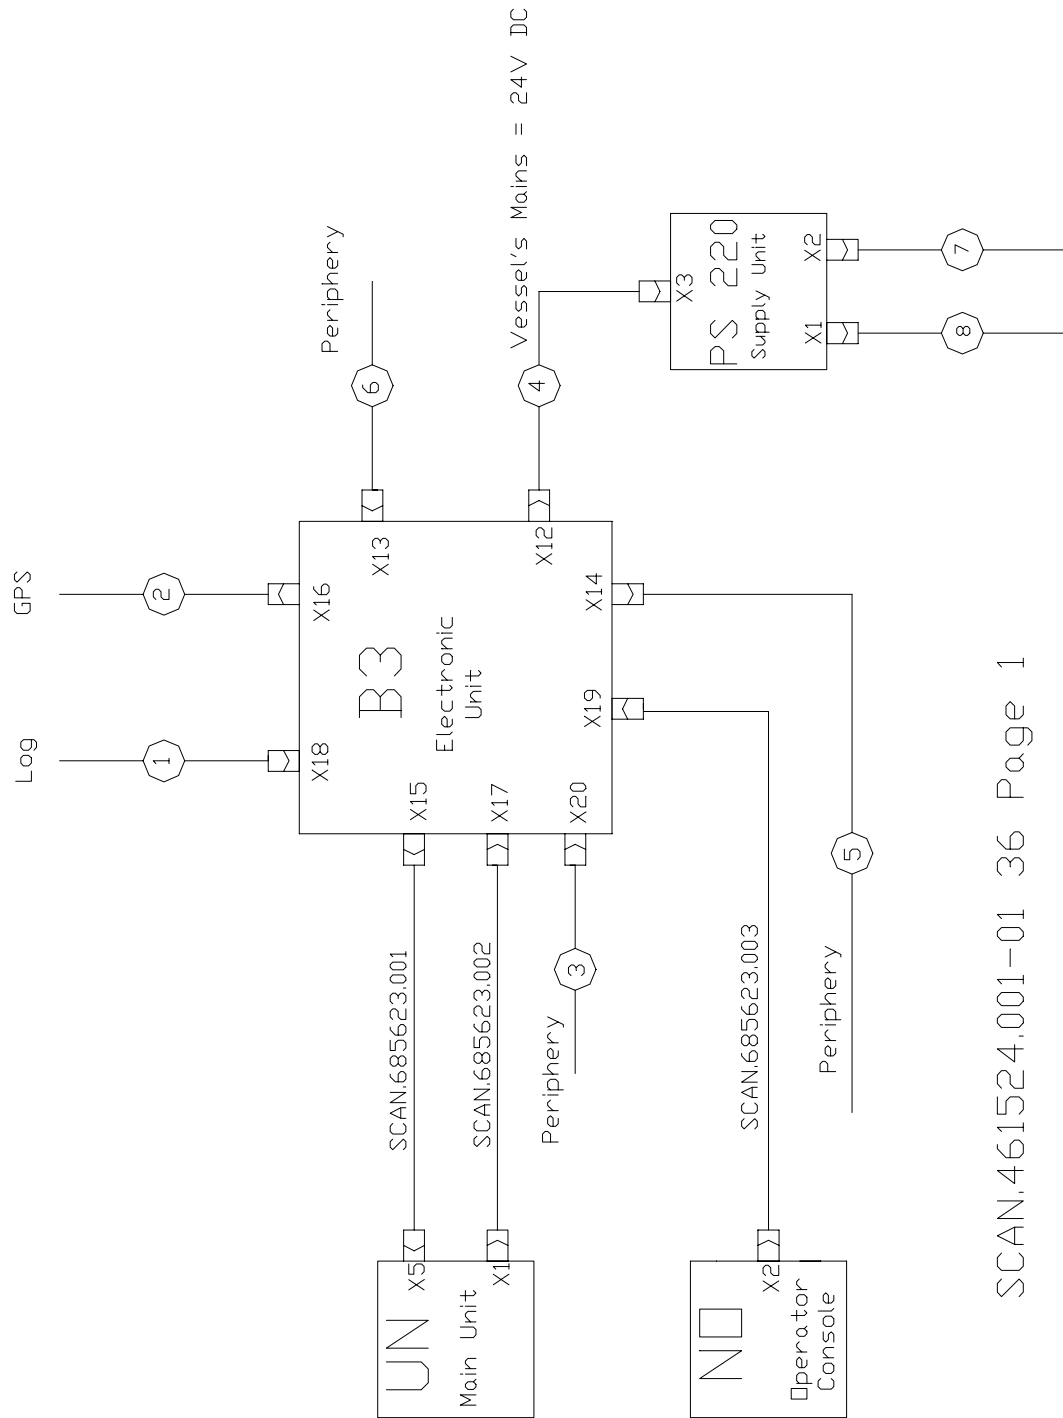 Log
GPS
1
2
X18
X16
X13
6
Periphery
X15
B3
Electronic
Unit
X12
4
Vessel's Mains = 24V DC
X17
X20
X19
X14
SCAN.685623.001
SCAN.685623.002
3
Periphery
UN
Main Unit
X5
X1
PS 220
Supply Unit
X3
X1
X2
8
7
SCAN.685623.003
NO
Operator
Console
X2
Periphery
5
SCAN.461524.001-01 36 Page 1